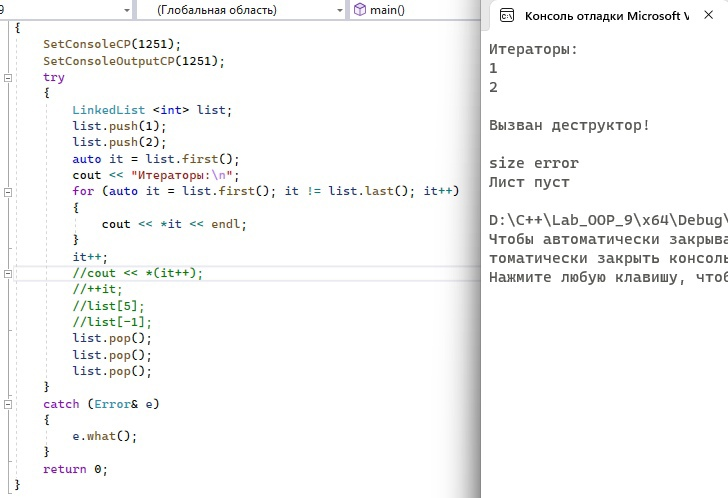 9
(Глобальная область)
main()
{
SetConsoleCP(1251);
SetConsoleOutputCP(1251);
try
{
LinkedList <int> list;
list.push(1);
list.push(2);
auto it = list.first();
cout << "Итераторы:\n";
for (auto it = list.first(); it != list.last(); it++)
{
cout << *it << endl;
}
it++;
//cout << *(it++);
//++it;
//list[5];
//list[-1];
list.pop();
list.pop();
list.pop();
}
catch (Error& e)
{
e.what();
}
return 0;
}
Консоль отладки Microsoft V
Итераторы:
1
2
Вызван деструктор!
size error
Лист пуст
D:\C++\Lab_OOP_9\x64\Debug\
Чтобы автоматически закрыва
томатически закрыть консоль
Нажмите любую клавишу, чтоб